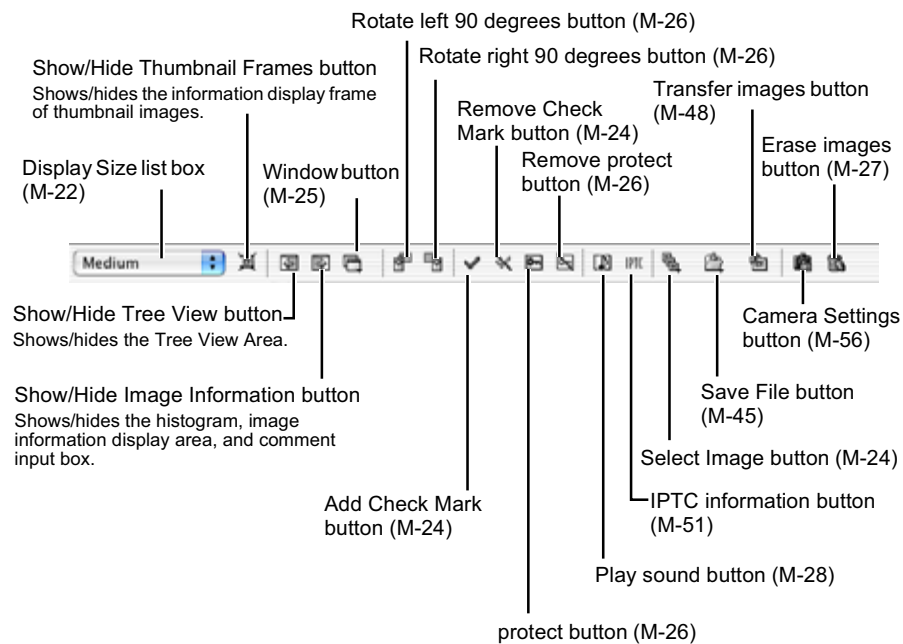 Rotate left 90 degrees button (M-26)
Rotate right 90 degrees button (M-26)
Show/Hide Thumbnail Frames button
Shows/hides the information display frame
of thumbnail images.
Transfer images button
(M-48)
Remove Check
Mark button (M-24)
Erase images
button (M-27)
Display Size list box
(M-22)
Window button
(M-25)
Remove protect
button (M-26)
Medium
IPTC
Show/Hide Tree View button
Shows/hides the Tree View Area.
Camera Settings
button (M-56)
Show/Hide Image Information button
Shows/hides the histogram, image
information display area, and comment
input box.
Save File button
(M-45)
Select Image button (M-24)
Add Check Mark
button (M-24)
IPTC information button
(M-51)
Play sound button (M-28)
protect button (M-26)